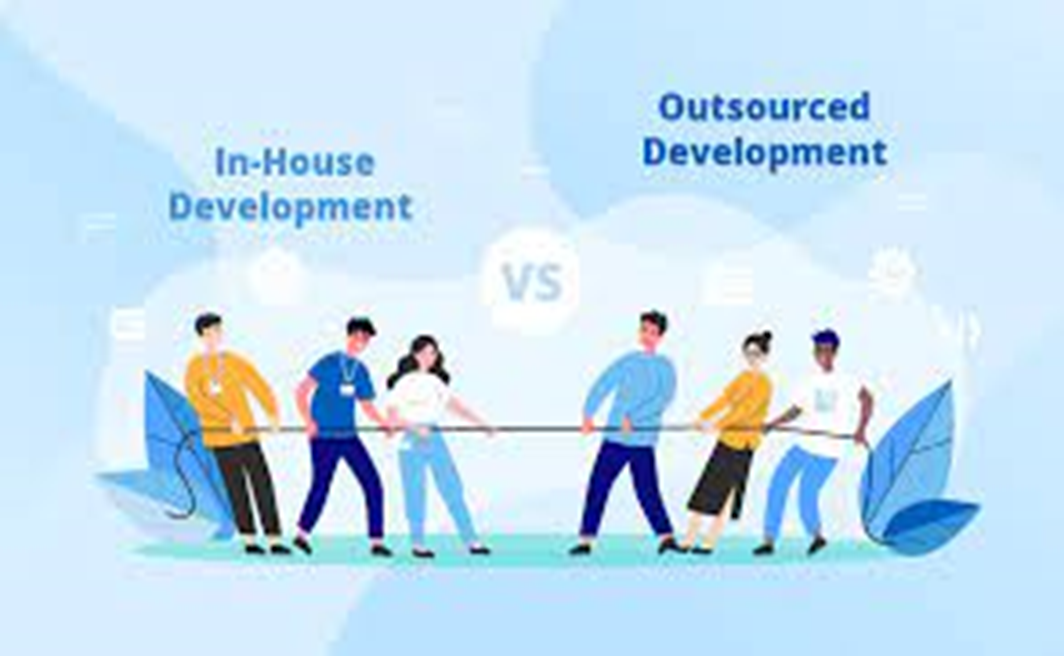 In-House
Development
VS
Outsourced
Development